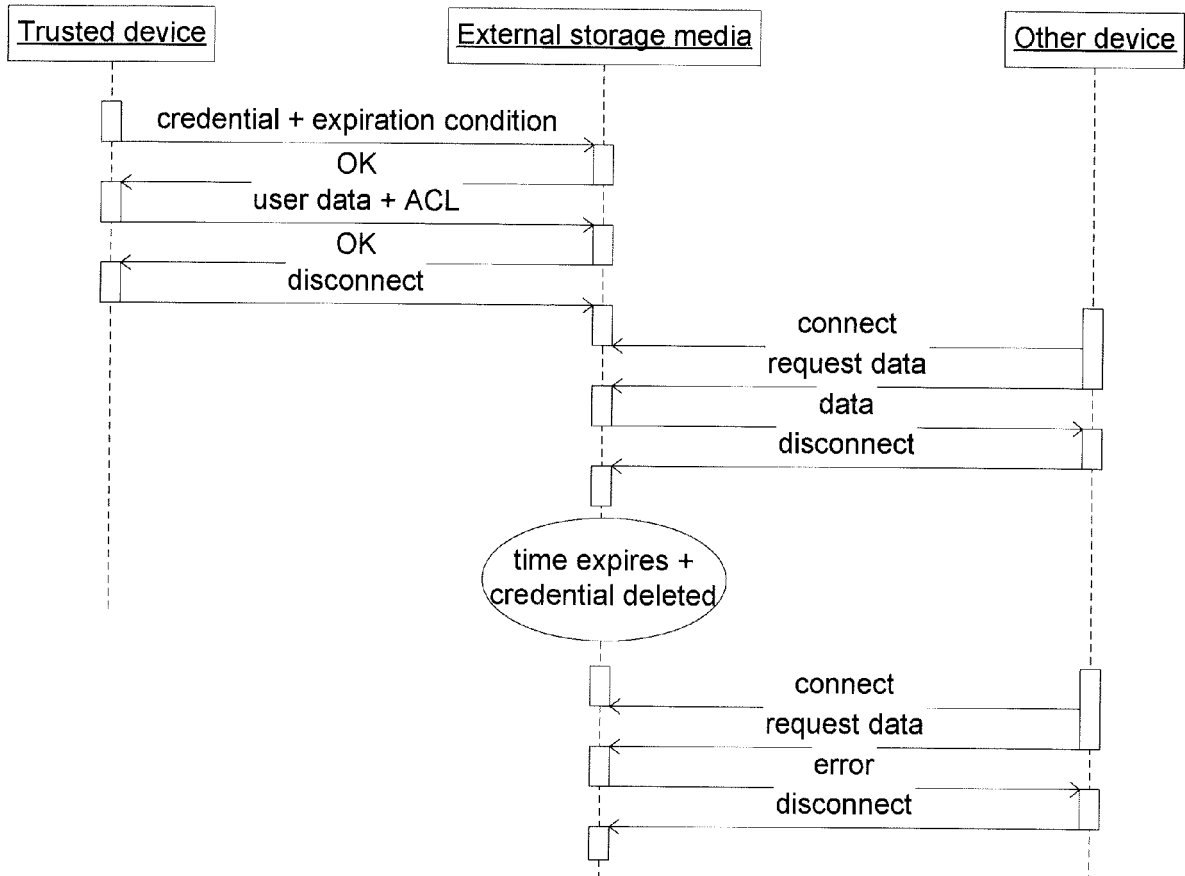 Trusted device
External storage media
Other device
credential + expiration condition
OK
user data + ACL
OK
disconnect
connect
request data
data
disconnect
time expires +
credential deleted
connect
request data
error
disconnect